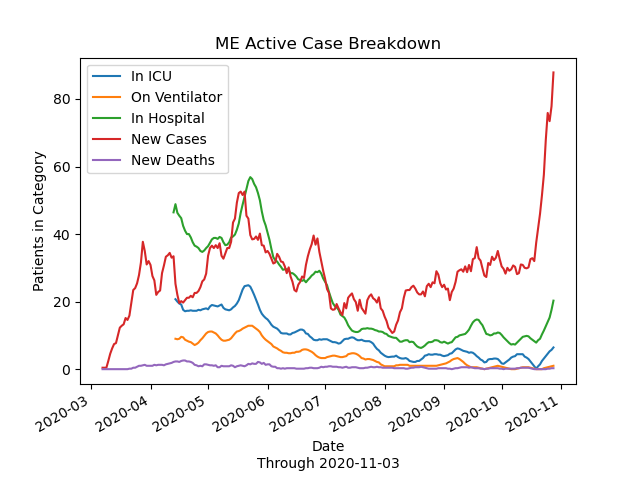 ME Active Case Breakdown
In ICU
On Ventilator
In Hospital
New Cases
New Deaths
Patients in Category
80
60
40
20
0
2020-03
2020-04
2020-05
2020-06
2020-07
2020-08
2020-09
2020-10
2020-11
Date
Through 2020-11-03